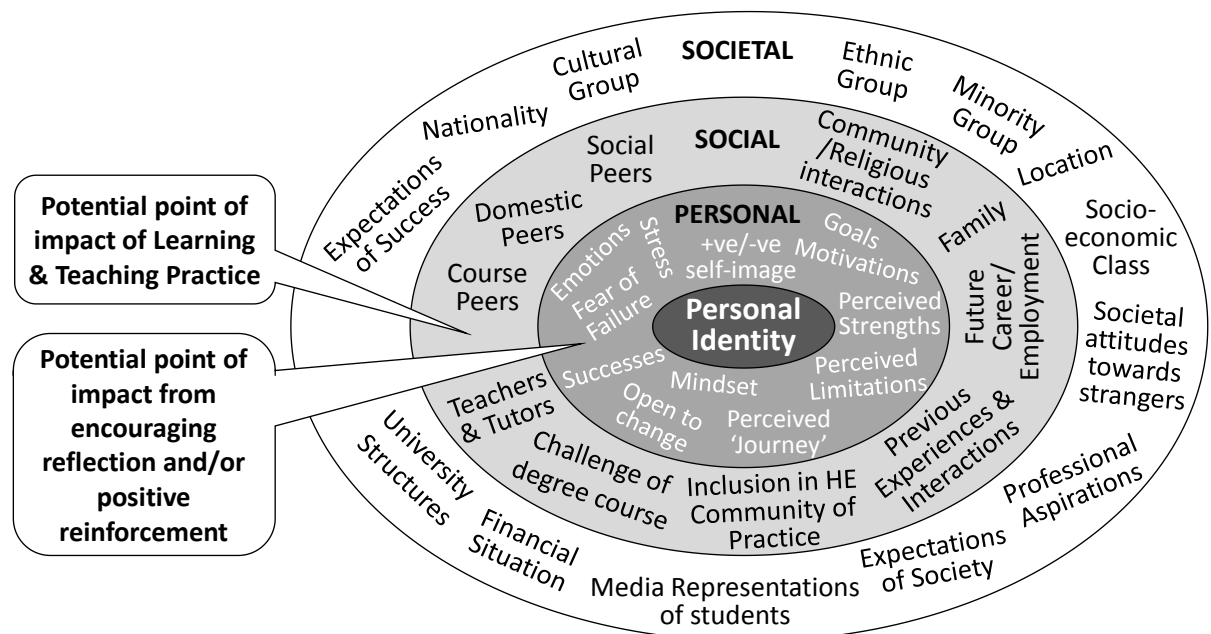 SOCIETAL
Cultural
Group
Nationality
Expectations
of Success
Ethnic
Group
Minority
Group
Location
Socio-
economic
Class
Societal
attitudes
towards
strangers
Professional
Aspirations
Expectations
of Society
Media Representations
of students
Financial
Situation
University
Structures
SOCIAL
Social
Peers
Domestic
Peers
Course
Peers
Community
/Religious
interactions
Family
Future
Career/
Employment
Previous
Experiences &
Interactions
Inclusion in HE
Community of
Practice
Challenge of
degree course
Teachers
& Tutors
PERSONAL
Emotions
Stress
Fear of
Failure
+ve/-ve
self-image
Goals
Motivations
Perceived
Strengths
Perceived
Limitations
Perceived
‘Journey’
Mindset
Open to
change
Successes
Personal
Identity
Potential point of
impact of Learning
& Teaching Practice
Potential point of
impact from
encouraging
reflection and/or
positive
reinforcement